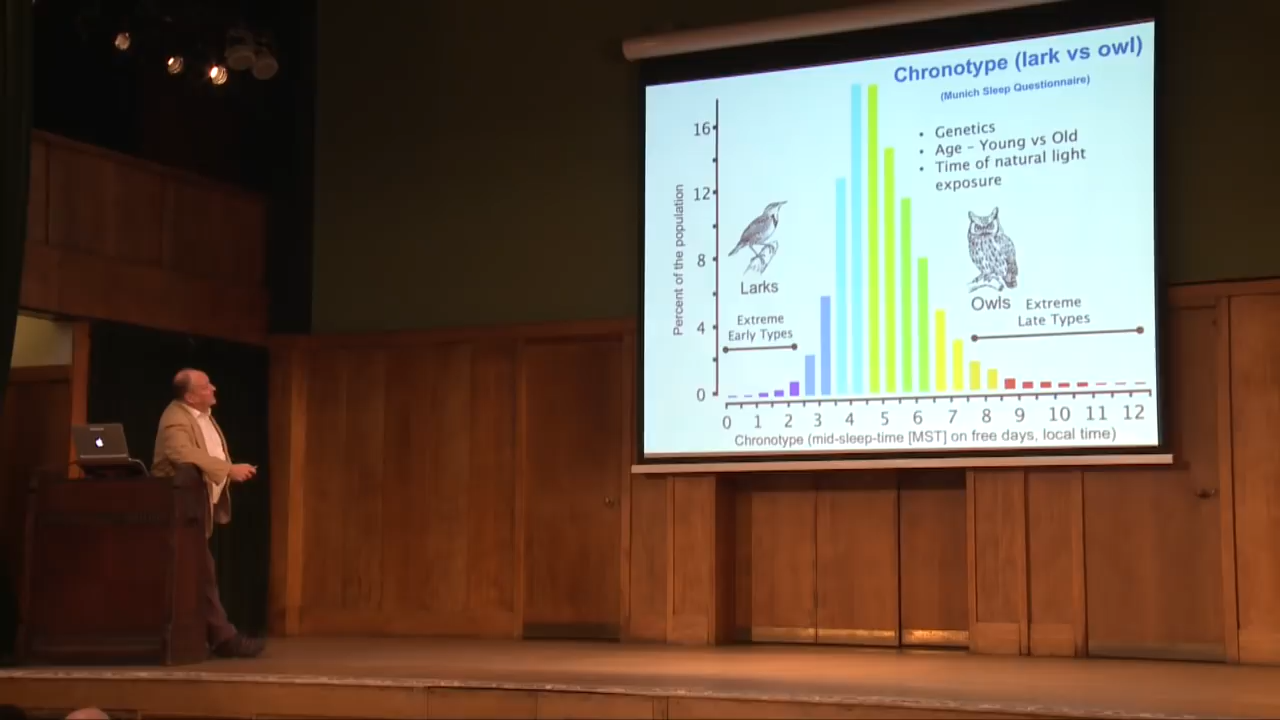 Chronotype (lark vs owl)
(Munich Sleep Questionnaire)
• Genetics
• Age – Young vs Old
• Time of natural light
exposure
Percent of the population
16
12
8
4
0
Larks
Extreme
Early Types
Owls
Extreme
Late Types
0 1 2 3 4 5 6 7 8 9 10 11 12
Chronotype (mid-sleep-time [MST] on free days, local time)